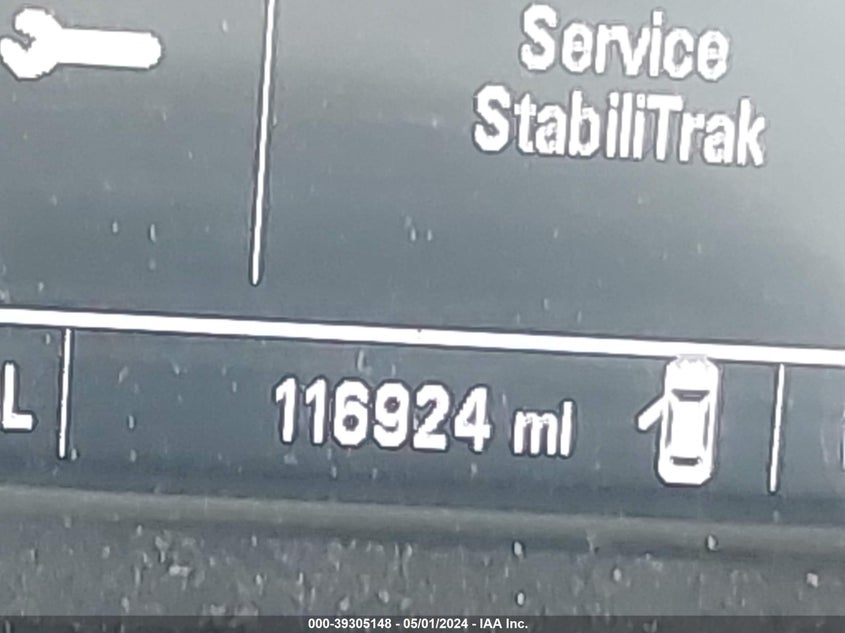 Service
StabiliTrak
L
116924 mi
000-39305148 - 05/01/2024 - IAA Inc.